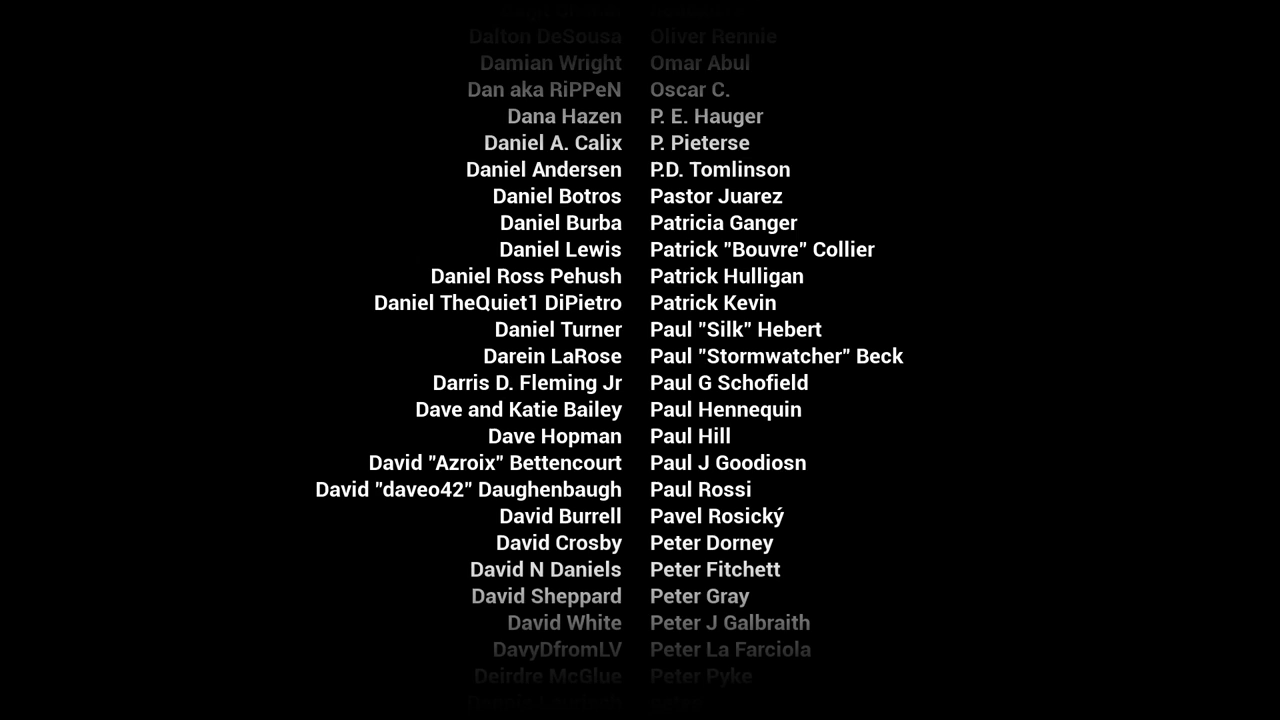 Dalton DeSousa Oliver Rennie
Damian Wright Omar Abul
Dan aka RiPPeN Oscar C.
Dana Hazen P. E. Hauger
Daniel A. Calix P. Pieterse
Daniel Andersen P.D. Tomlinson
Daniel Botros Pastor Juarez
Daniel Burba Patricia Ganger
Daniel Lewis Patrick "Bouvre" Collier
Daniel Ross Pehush Patrick Hulligan
Daniel TheQuiet1 DiPietro Patrick Kevin
Daniel Turner Paul "Silk" Hebert
Darein LaRose Paul "Stormwatcher" Beck
Darris D. Fleming Jr Paul G Schofield
Dave and Katie Bailey Paul Hennequin
Dave Hopman Paul Hill
David "Azroix" Bettencourt Paul J Goodiosn
David "daveo42" Daughenbaugh Paul Rossi
David Burrell Pavel Rosický
David Crosby Peter Dorney
David N Daniels Peter Fitchett
David Sheppard Peter Gray
David White Peter J Galbraith
DavyDfromLV Peter La Farciola
Deirdre McGlue Peter Pyke